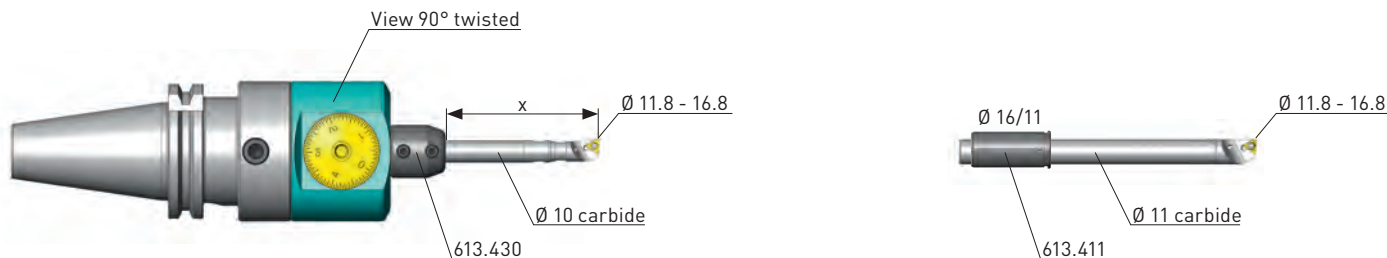 View 90° twisted
x
Ø 11.8 - 16.8
Ø 10 carbide
613.430
Ø 16/11
Ø 11.8 - 16.8
Ø 11 carbide
613.411